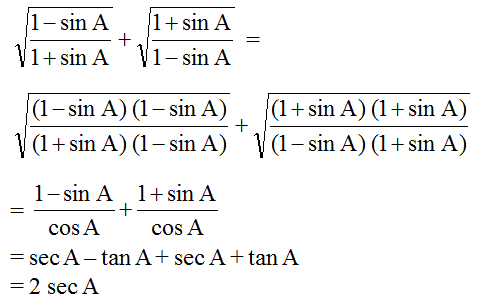 √((1 – sin A)/(1 + sin A)) + √((1 + sin A)/(1 – sin A)) =
√(((1 – sin A) (1 – sin A))/((1 + sin A) (1 – sin A))) + √(((1 + sin A) (1 + sin A))/((1 – sin A) (1 + sin A)))
= (1 – sin A)/(cos A) + (1 + sin A)/(cos A)
= sec A – tan A + sec A + tan A
= 2 sec A